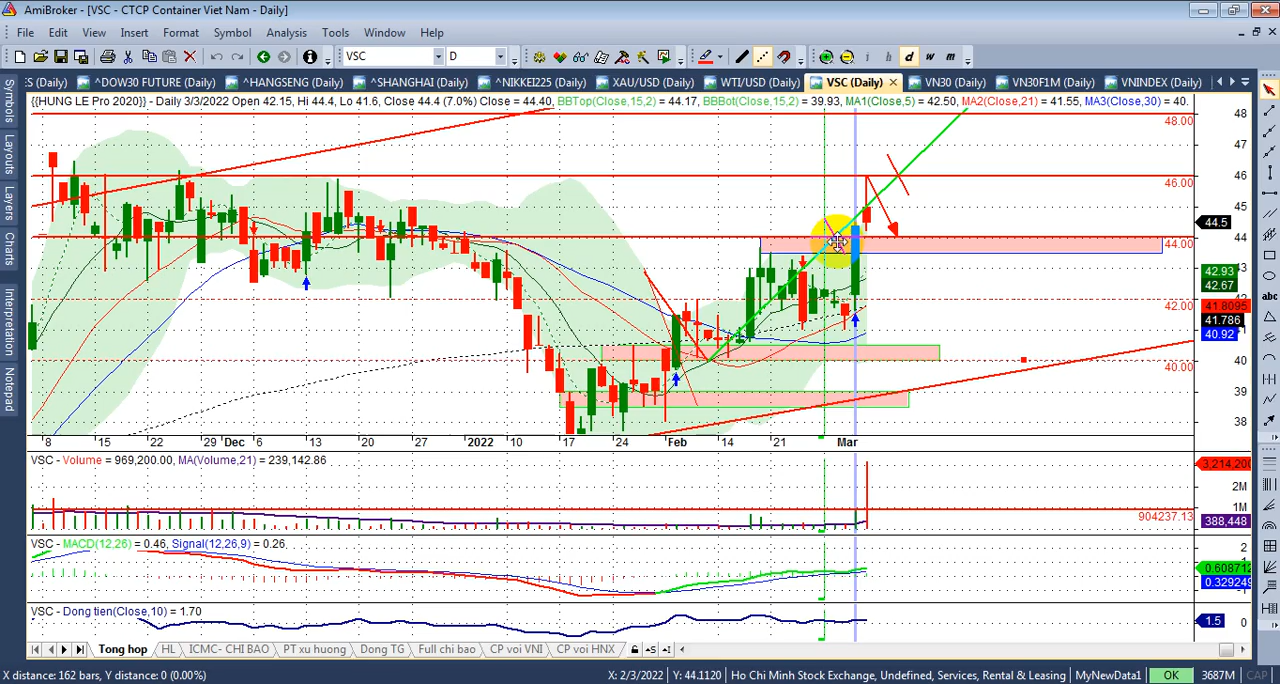 AmiBroker - [VSC - CTCP Container Viet Nam - Daily]
File Edit View Insert Format Symbol Analysis Tools Window Help
VSC D i h i d w m
S (Daily) ^DOW30 FUTURE (Daily) ^HANGSENG (Daily) ^SHANGHAI (Daily) ^NIKKEI225 (Daily) XAU/USD (Daily) WTI/USD (Daily) VSC (Daily) VN30 (Daily) VN30F1M (Daily) VNINDEX (Daily)
{{HUNG LE Pro 2020}} - Daily 3/3/2022 Open 42.15, Hi 44.4, Lo 41.6, Close 44.4 (7.0%) Close = 44.40, BBTop(Close,15,2) = 44.17, BBBot(Close,15,2) = 39.93, MA1(Close,5) = 42.50, MA2(Close,21) = 41.55, MA3(Close,30) = 40.
Symbols
Layouts
Layers
Charts
Interpretation
Notepad
abc
48
48.00
47
46
46.00
45
44.5
44
44.00
43
42.93
42.67
42
42.00
41.8095
41.786
41
40.92
40
40.00
39
38
8 15 22 29 Dec 6 13 20 27 2022 10 17 24 Feb 14 21 Mar
VSC - Volume = 969,200.00, MA(Volume,21) = 239,142.86
3,214,200
2M
1M
904237.13
388,448
VSC - MACD(12,26) = 0.46, Signal(12,26,9) = 0.26
2
1
0.608712
0.329249
-1
VSC - Dong tien(Close,10) = 1.70
1.5
0
Tong hop HL ICMC- CHI BAO PT xu huong Dong TG Full chi bao CP voi VNI CP voi HNX S I
X distance: 162 bars, Y distance: 0 (0.00%) X: 2/3/2022 Y: 44.1120 Ho Chi Minh Stock Exchange, Undefined, Services, Rental & Leasing MyNewData1 OK 3687M CAP